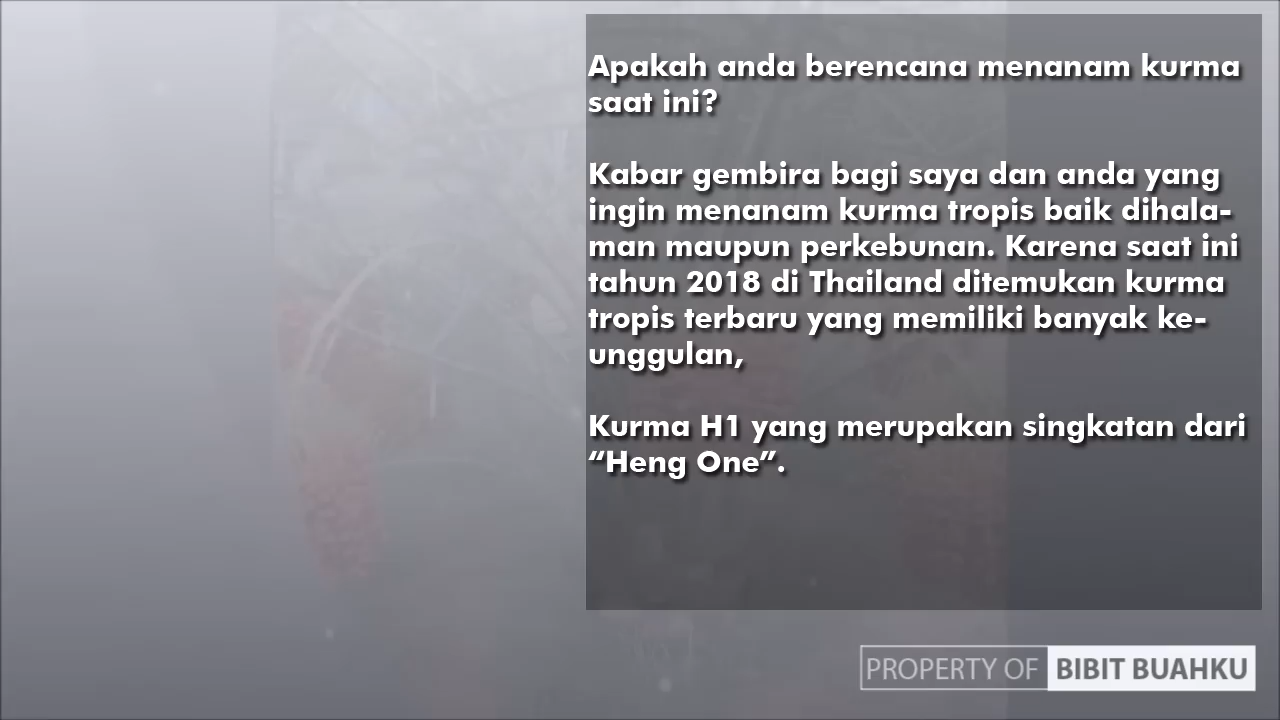 Apakah anda berencana menanam kurma
saat ini?
Kabar gembira bagi saya dan anda yang
ingin menanam kurma tropis baik dihala-
man maupun perkebunan. Karena saat ini
tahun 2018 di Thailand ditemukan kurma
tropis terbaru yang memiliki banyak ke-
unggulan,
Kurma H1 yang merupakan singkatan dari
“Heng One”.
PROPERTY OF BIBIT BUAHKU